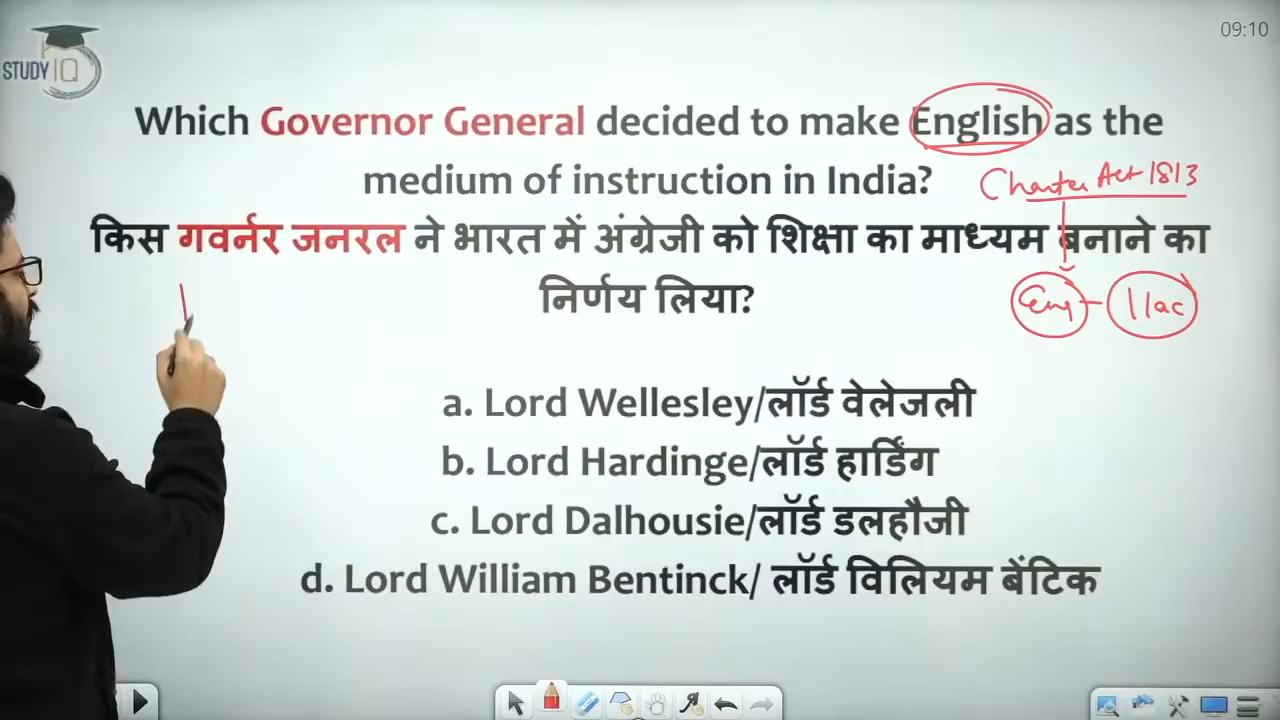 STUDY IQ
09:10
Which Governor General decided to make English as the
medium of instruction in India?
Charter Act 1813
किस गवर्नर जनरल ने भारत में अंग्रेजी को शिक्षा का माध्यम बनाने का
निर्णय लिया?
Eng - 1 lac
a. Lord Wellesley/लॉर्ड वेलेजली
b. Lord Hardinge/लॉर्ड हार्डिंग
c. Lord Dalhousie/लॉर्ड डलहौजी
d. Lord William Bentinck/ लॉर्ड विलियम बेंटिक